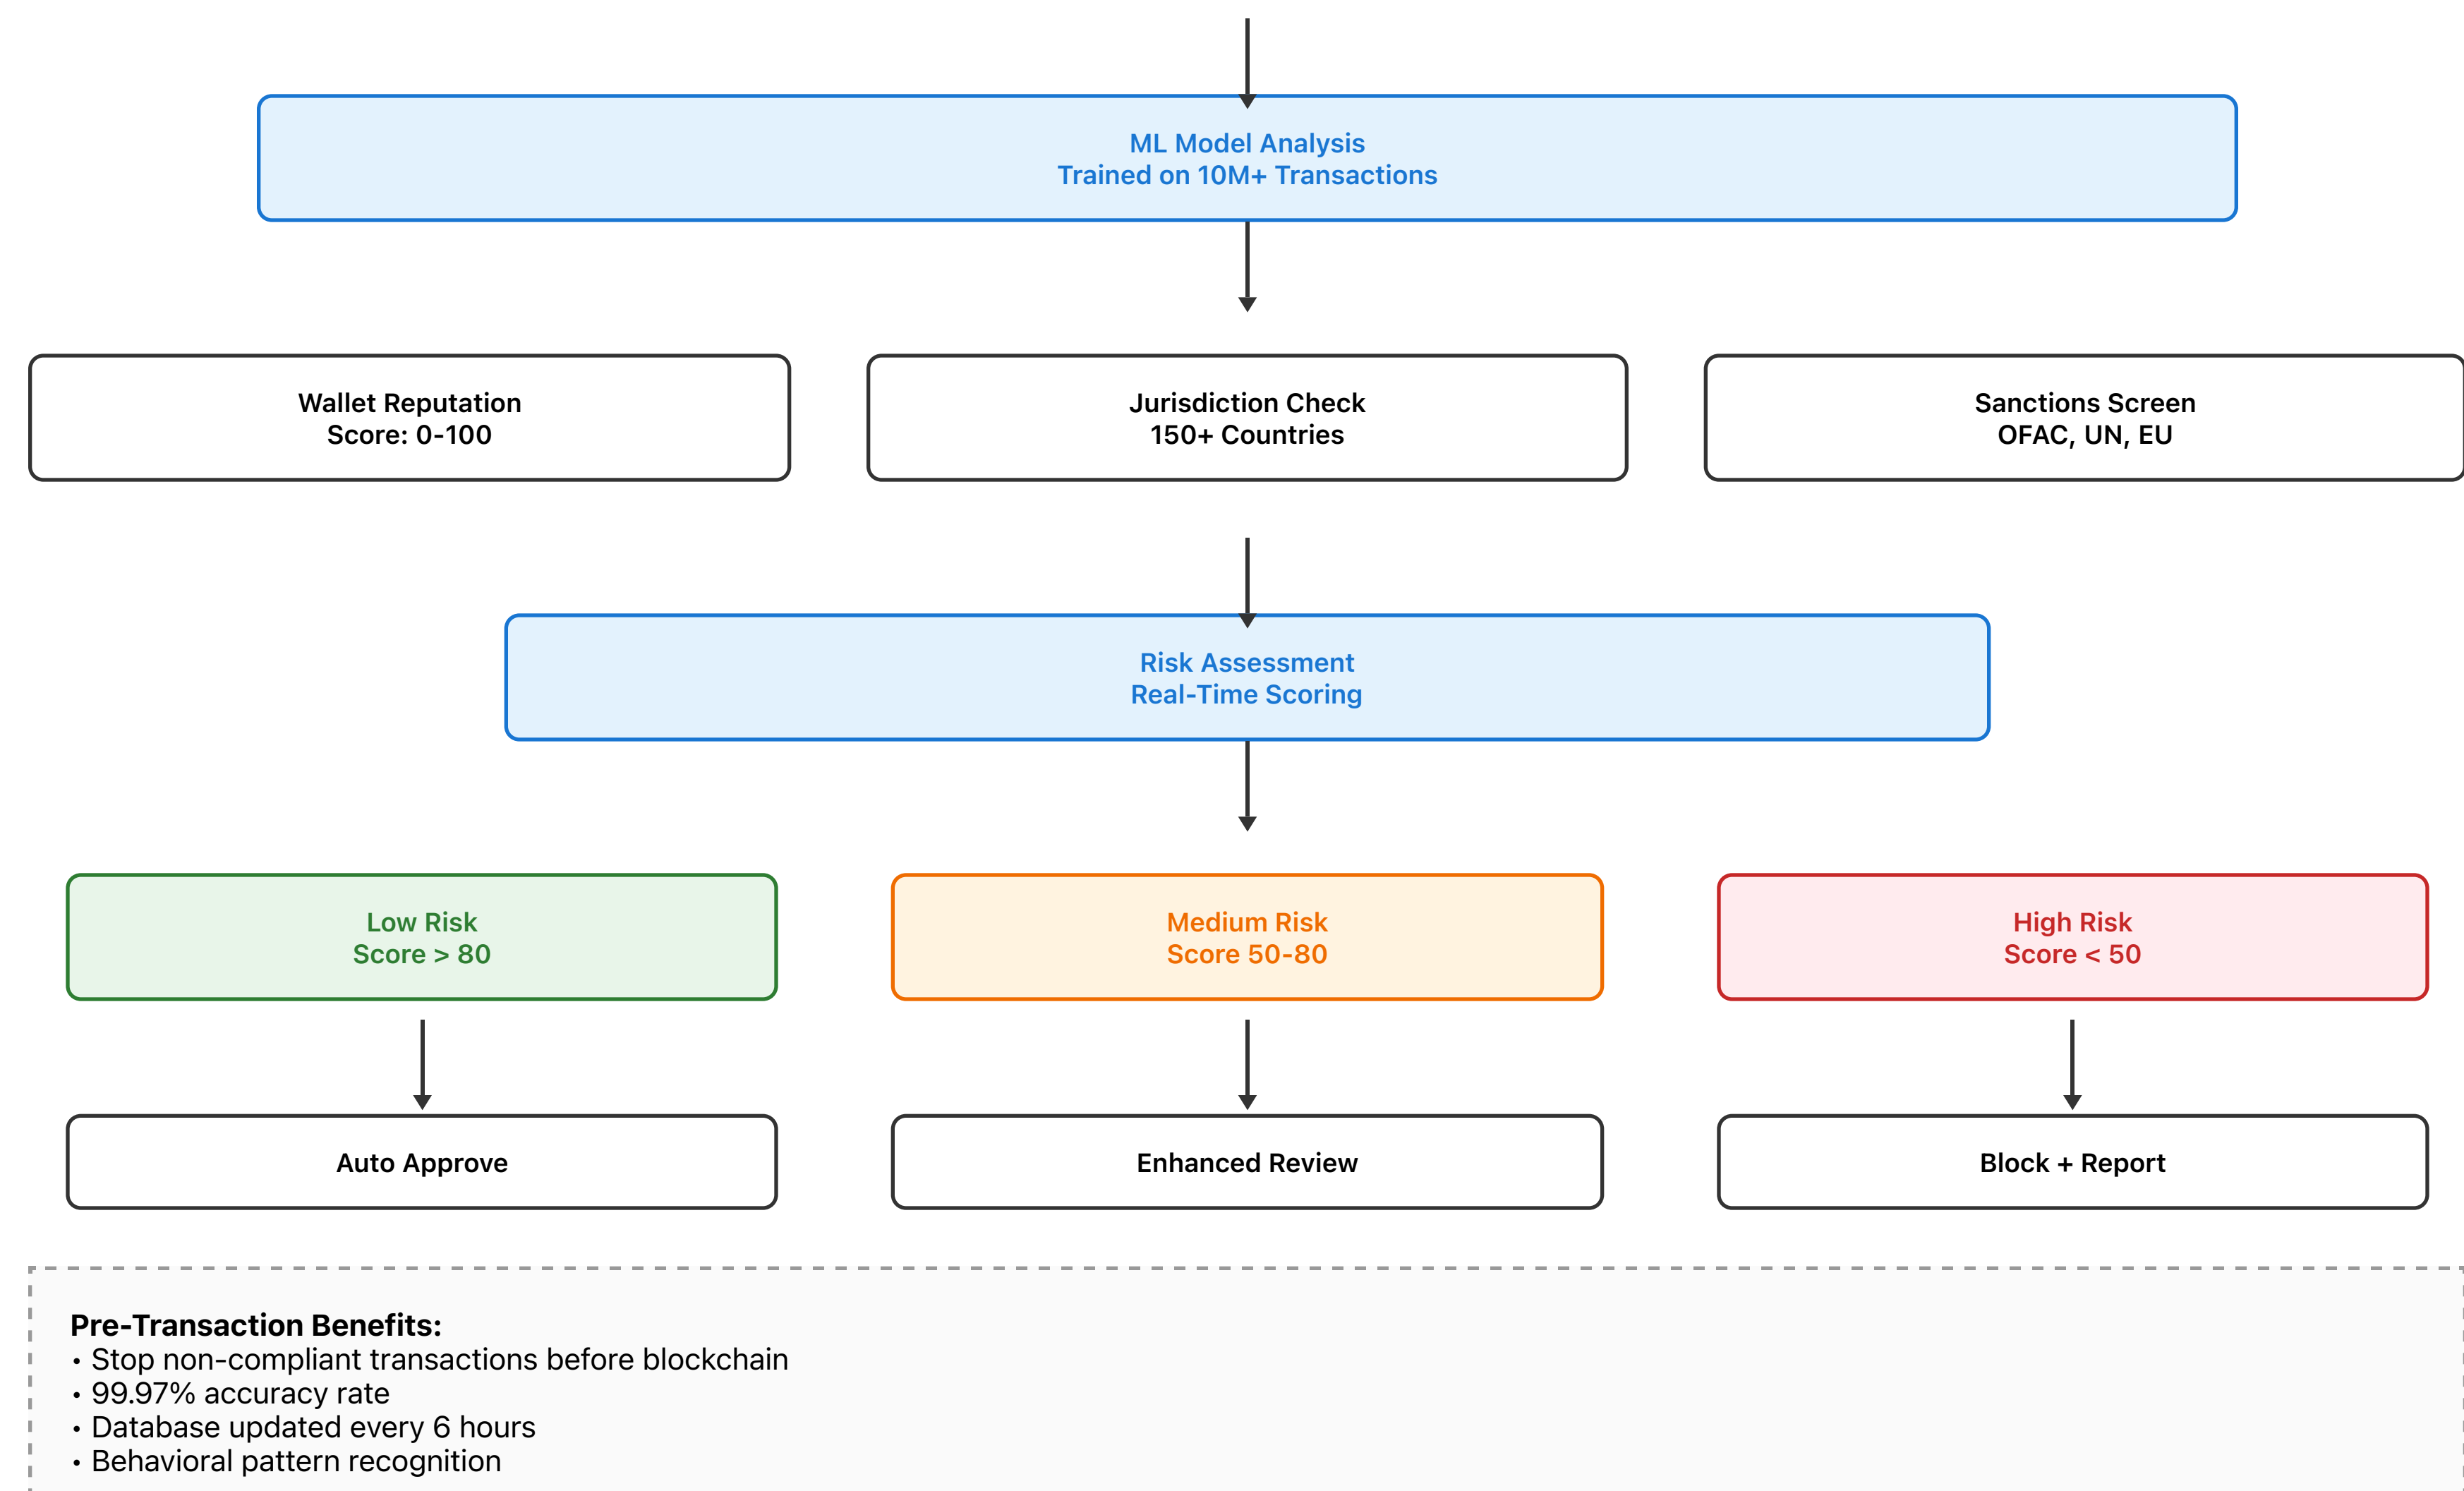 ML Model Analysis
Trained on 10M+ Transactions
Wallet Reputation
Score: 0-100
Jurisdiction Check
150+ Countries
Sanctions Screen
OFAC, UN, EU
Risk Assessment
Real-Time Scoring
Low Risk
Score > 80
Medium Risk
Score 50-80
High Risk
Score < 50
Auto Approve
Enhanced Review
Block + Report
Pre-Transaction Benefits:
• Stop non-compliant transactions before blockchain
• 99.97% accuracy rate
• Database updated every 6 hours
• Behavioral pattern recognition